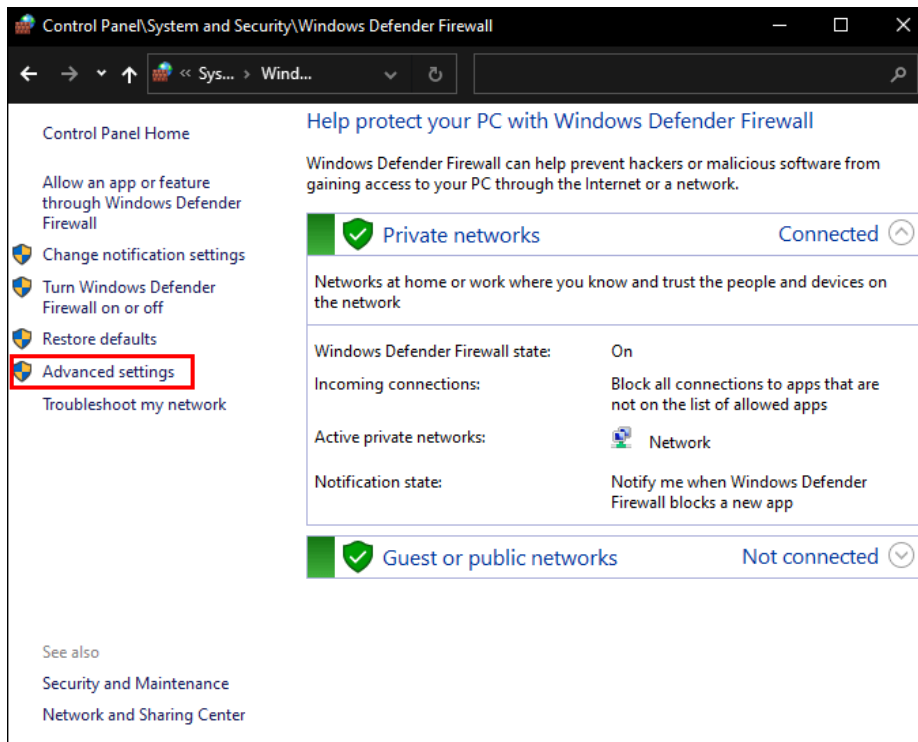 Control Panel\System and Security\Windows Defender Firewall
« Sys... › Wind...
Control Panel Home
Allow an app or feature
through Windows Defender
Firewall
Change notification settings
Turn Windows Defender
Firewall on or off
Restore defaults
Advanced settings
Troubleshoot my network
See also
Security and Maintenance
Network and Sharing Center
Help protect your PC with Windows Defender Firewall
Windows Defender Firewall can help prevent hackers or malicious software from
gaining access to your PC through the Internet or a network.
Private networks Connected
Networks at home or work where you know and trust the people and devices on
the network
Windows Defender Firewall state: On
Incoming connections: Block all connections to apps that are
not on the list of allowed apps
Active private networks: Network
Notification state: Notify me when Windows Defender
Firewall blocks a new app
Guest or public networks Not connected